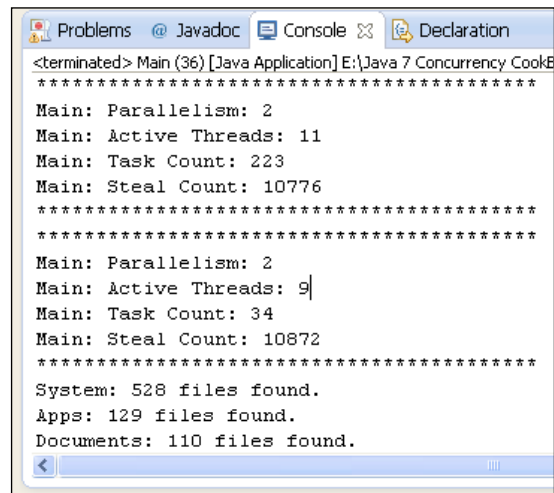 Problems @ Javadoc Console Declaration
<terminated> Main (36) [Java Application] E:\Java 7 Concurrency CookB
******************************************
Main: Parallelism: 2
Main: Active Threads: 11
Main: Task Count: 223
Main: Steal Count: 10776
******************************************
******************************************
Main: Parallelism: 2
Main: Active Threads: 9
Main: Task Count: 34
Main: Steal Count: 10872
******************************************
System: 528 files found.
Apps: 129 files found.
Documents: 110 files found.